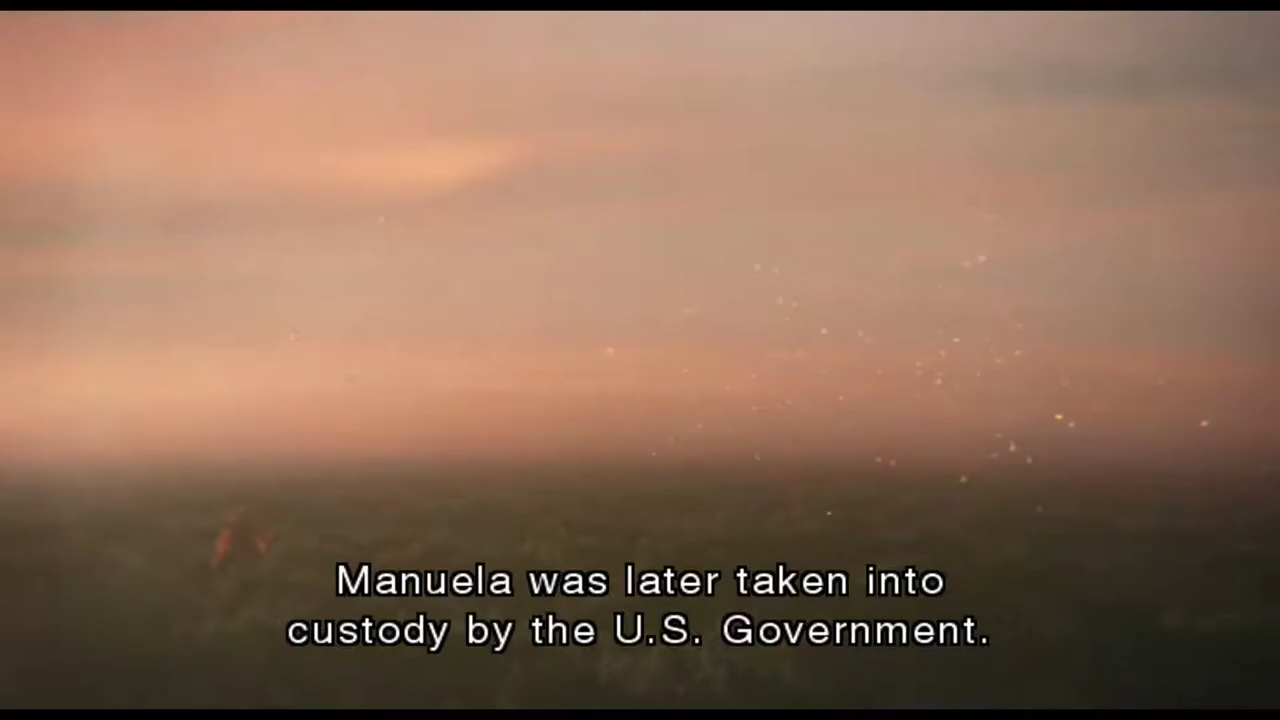 Manuela was later taken into
custody by the U.S. Government.